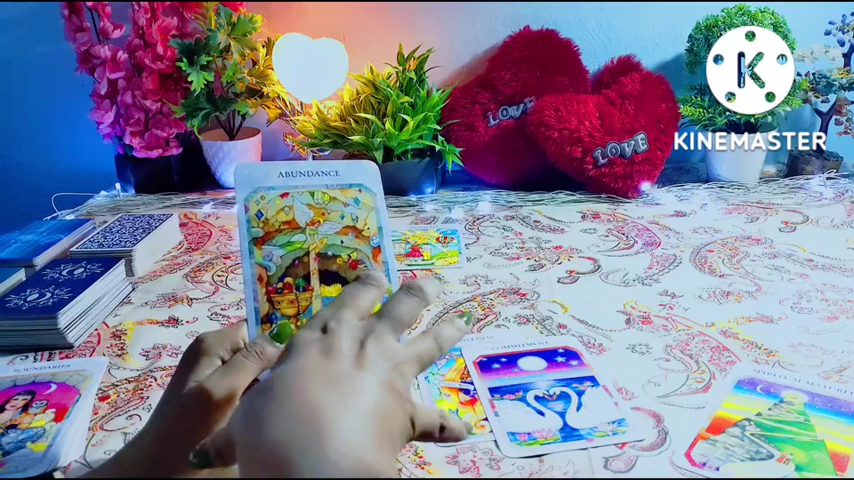 KINEMASTER
ABUNDANCE
LOVE
LOVE
COMMITMENT
BOUNDARIES